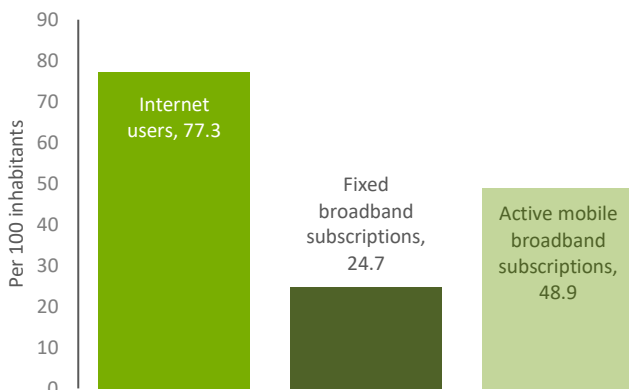 90
80
70
60
50
40
30
20
10
0
Per 100 inhabitants
Internet
users, 77.3
Fixed
broadband
subscriptions,
24.7
Active mobile
broadband
subscriptions,
48.9